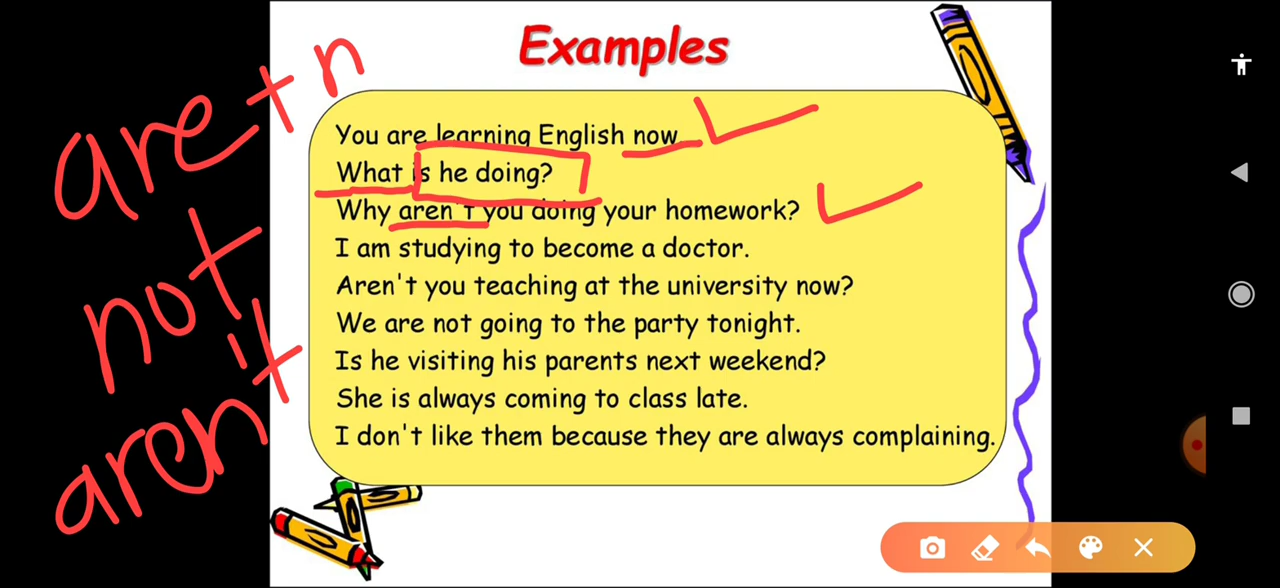 Examples
You are learning English now
What is he doing?
Why aren't you doing your homework?
I am studying to become a doctor.
Aren't you teaching at the university now?
We are not going to the party tonight.
Is he visiting his parents next weekend?
She is always coming to class late.
I don't like them because they are always complaining.
are+n
not
aren't